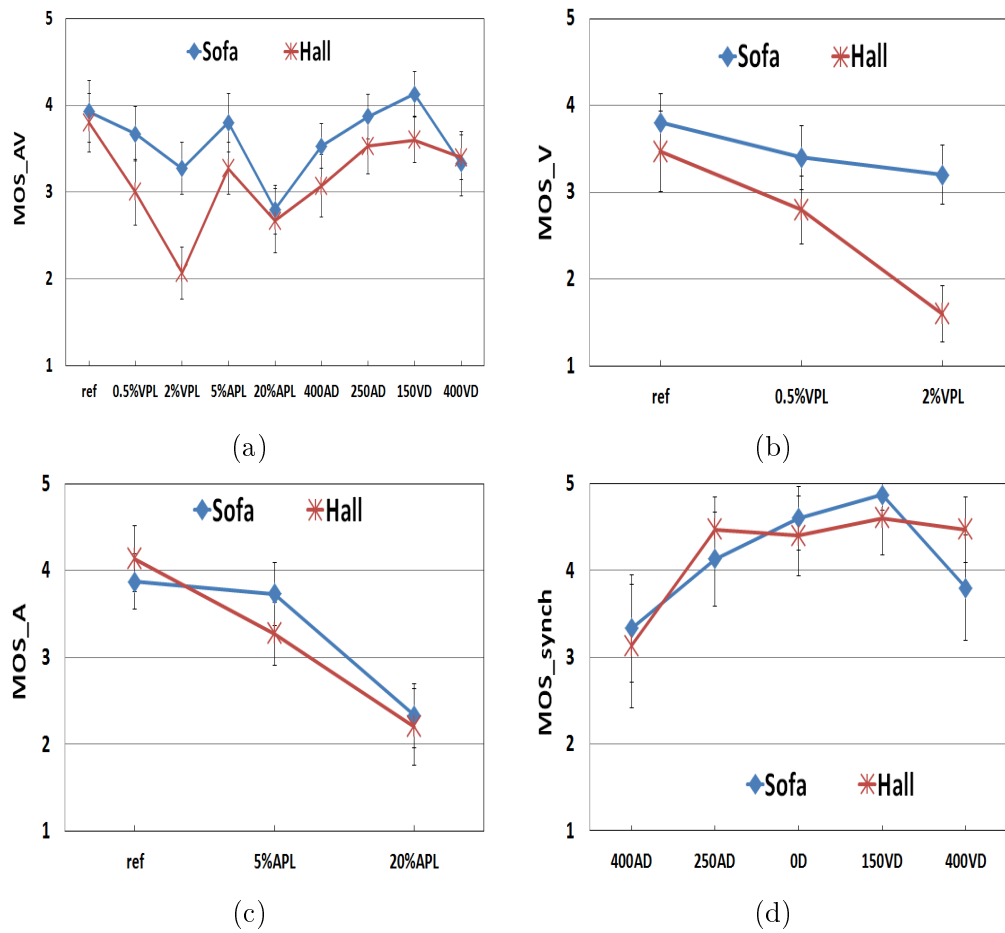 5
4
3
2
1
MOS_AV
Sofa Hall
ref 0.5%VPL 2%VPL 5%APL 20%APL 400AD 250AD 150VD 400VD
(a)
5
4
3
2
1
MOS_V
Sofa Hall
ref 0.5%VPL 2%VPL
(b)
5
4
3
2
1
MOS_A
Sofa Hall
ref 5%APL 20%APL
(c)
5
4
3
2
1
MOS_synch
Sofa Hall
400AD 250AD 0D 150VD 400VD
(d)